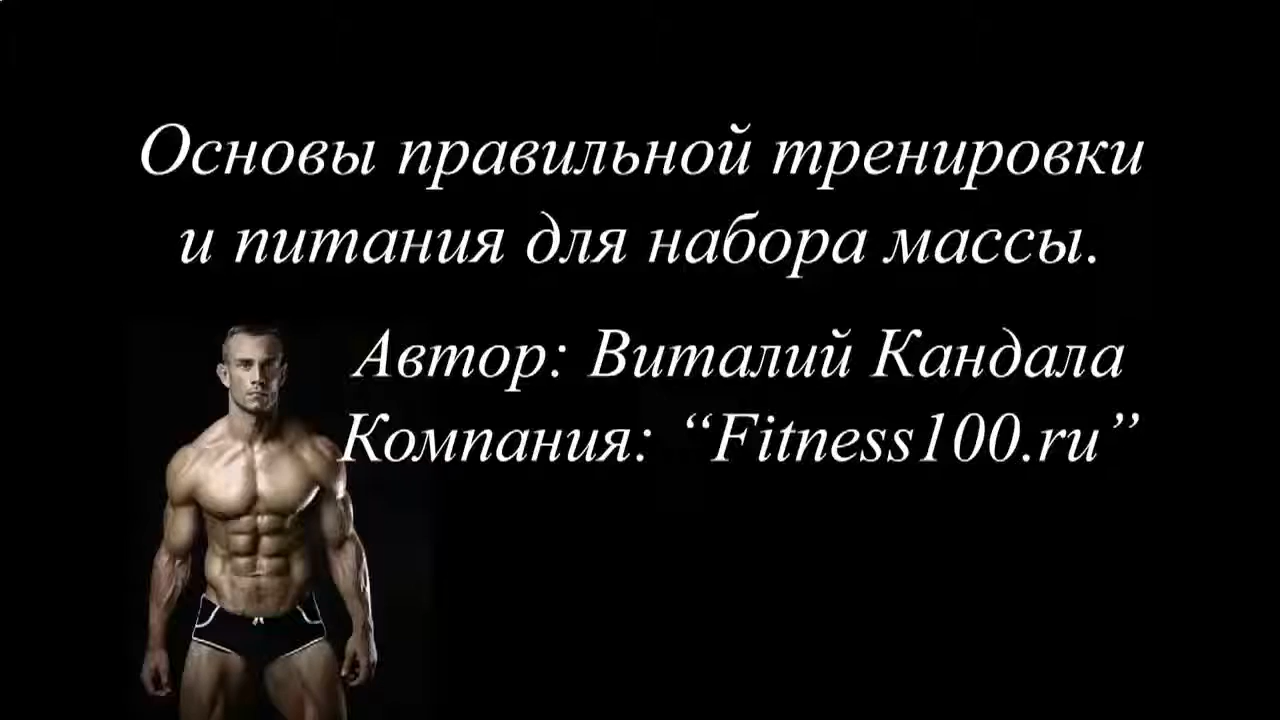 Основы правильной тренировки
и питания для набора массы.
Автор: Виталий Кандала
Компания: “Fitness100.ru”